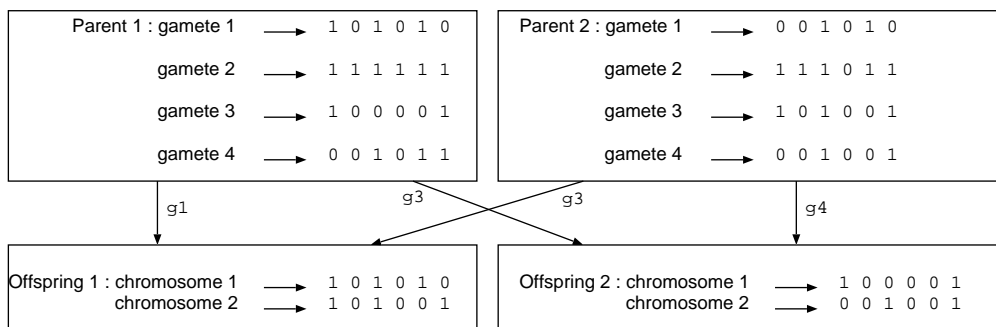 Parent 1 : gamete 1 1 0 1 0 1 0
gamete 2 1 1 1 1 1 1
gamete 3 1 0 0 0 0 1
gamete 4 0 0 1 0 1 1
Parent 2 : gamete 1 0 0 1 0 1 0
gamete 2 1 1 1 0 1 1
gamete 3 1 0 1 0 0 1
gamete 4 0 0 1 0 0 1
g1 g3 g3 g4
Offspring 1 : chromosome 1 1 0 1 0 1 0
chromosome 2 1 0 1 0 0 1
Offspring 2 : chromosome 1 1 0 0 0 0 1
chromosome 2 0 0 1 0 0 1